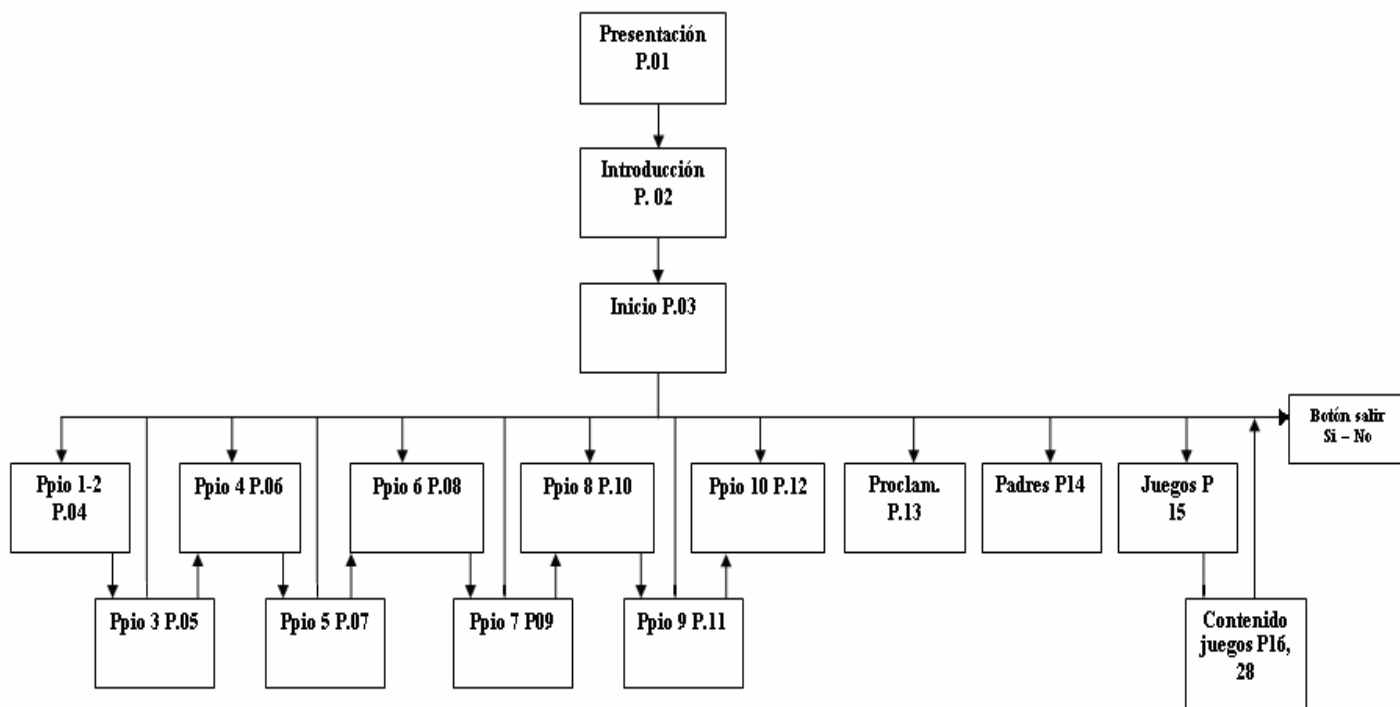 Presentación
P.01
Introducción
P. 02
Inicio P.03
Botón salir
Si – No
Ppio 1-2
P.04
Ppio 4 P.06
Ppio 6 P.08
Ppio 8 P.10
Ppio 10 P.12
Proclam.
P.13
Padres P14
Juegos P
15
Ppio 3 P.05
Ppio 5 P.07
Ppio 7 P09
Ppio 9 P.11
Contenido
juegos P16,
28